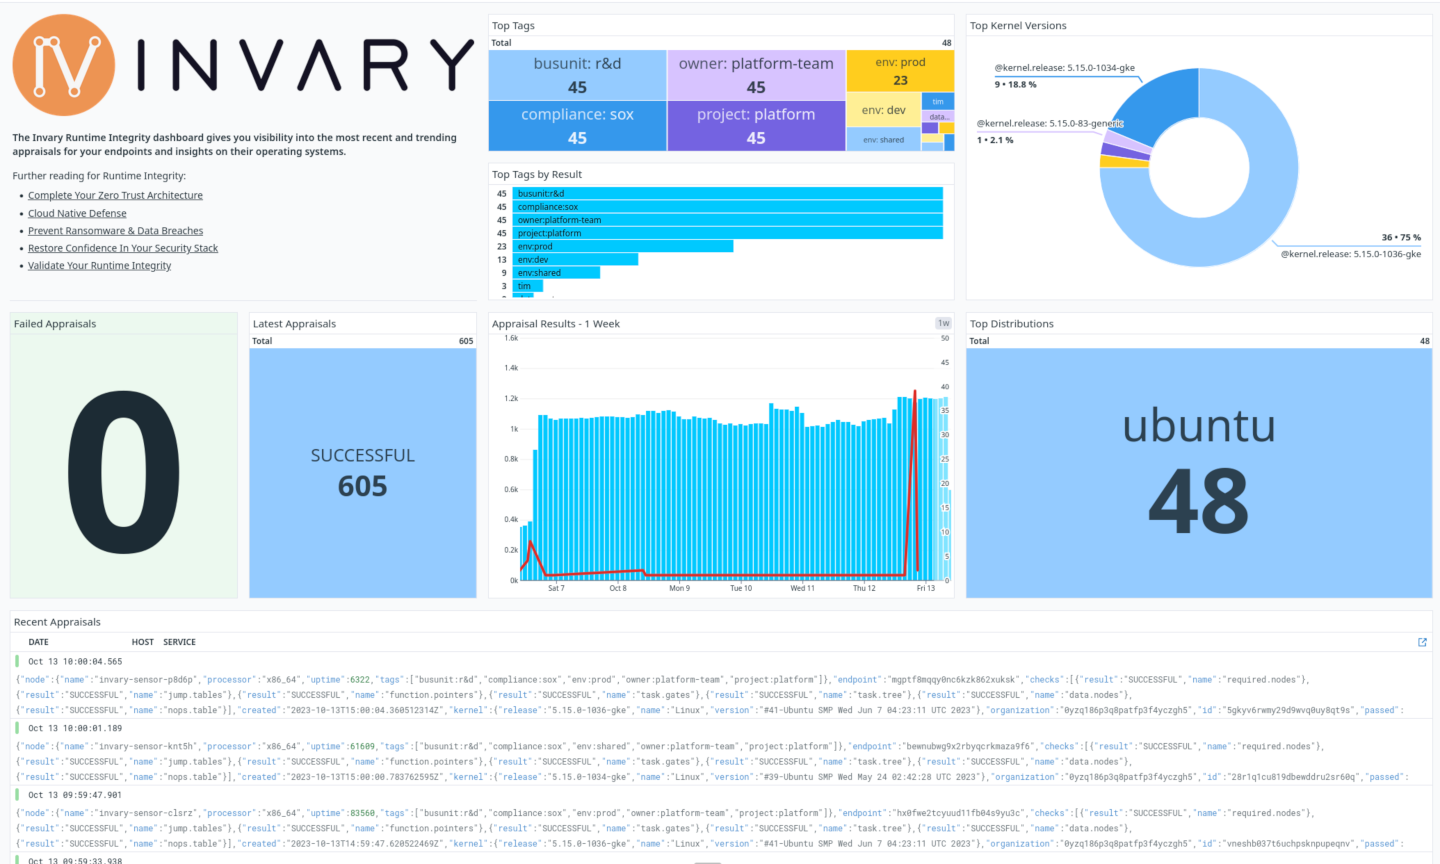 INVARY
The Invary Runtime Integrity dashboard gives you visibility into the most recent and trending
appraisals for your endpoints and insights on their operating systems.
Further reading for Runtime Integrity:
• Complete Your Zero Trust Architecture
• Cloud Native Defense
• Prevent Ransomware & Data Breaches
• Restore Confidence In Your Security Stack
• Validate Your Runtime Integrity
Top Tags
Total 48
busunit: r&d
45
owner: platform-team
45
env: prod
23
compliance: sox
45
project: platform
45
env: dev
tim
data...
env: shared
Top Tags by Result
45 busunit:r&d
45 compliance:sox
45 owner:platform-team
45 project:platform
23 env:prod
13 env:dev
9 env:shared
3 tim
Top Kernel Versions
@kernel.release: 5.15.0-1034-gke
9 • 18.8 %
@kernel.release: 5.15.0-83-generic
1 • 2.1 %
36 • 75 %
@kernel.release: 5.15.0-1036-gke
Failed Appraisals
0
Latest Appraisals
Total 605
SUCCESSFUL
605
Appraisal Results - 1 Week 1w
1.6k
1.4k
1.2k
1k
0.8k
0.6k
0.4k
0.2k
0k
50
45
40
35
30
25
20
15
10
5
0
Sat 7 Oct 8 Mon 9 Tue 10 Wed 11 Thu 12 Fri 13
Top Distributions
Total 48
ubuntu
48
Recent Appraisals
DATE HOST SERVICE
Oct 13 10:00:04.565
{"node":{"name":"invary-sensor-p8d6p","processor":"x86_64","uptime":6322,"tags":["busunit:r&d","compliance:sox","env:prod","owner:platform-team","project:platform"]},"endpoint":"mgptf8mqqy0nc6kzk862xuksk","checks":[{"result":"SUCCESSFUL","name":"required.nodes"},
{"result":"SUCCESSFUL","name":"jump.tables"},{"result":"SUCCESSFUL","name":"function.pointers"},{"result":"SUCCESSFUL","name":"task.gates"},{"result":"SUCCESSFUL","name":"task.tree"},{"result":"SUCCESSFUL","name":"data.nodes"},
{"result":"SUCCESSFUL","name":"nops.table"}],"created":"2023-10-13T15:00:04.360512314Z","kernel":{"release":"5.15.0-1036-gke","name":"Linux","version":"#41-Ubuntu SMP Wed Jun 7 04:23:11 UTC 2023"},"organization":"0yzq186p3q8patfp3f4yczgh5","id":"5gkyv6rwmy29d9wvq0uy8qt9s","passed":
Oct 13 10:00:01.189
{"node":{"name":"invary-sensor-knt5h","processor":"x86_64","uptime":61609,"tags":["busunit:r&d","compliance:sox","env:shared","owner:platform-team","project:platform"]},"endpoint":"bewnubwg9x2rbyqcrkmaza9f6","checks":[{"result":"SUCCESSFUL","name":"required.nodes"},
{"result":"SUCCESSFUL","name":"jump.tables"},{"result":"SUCCESSFUL","name":"function.pointers"},{"result":"SUCCESSFUL","name":"task.gates"},{"result":"SUCCESSFUL","name":"task.tree"},{"result":"SUCCESSFUL","name":"data.nodes"},
{"result":"SUCCESSFUL","name":"nops.table"}],"created":"2023-10-13T15:00:00.783762595Z","kernel":{"release":"5.15.0-1034-gke","name":"Linux","version":"#39-Ubuntu SMP Wed May 24 02:42:28 UTC 2023"},"organization":"0yzq186p3q8patfp3f4yczgh5","id":"28r1q1cu819dbewddru2sr60q","passed":
Oct 13 09:59:47.901
{"node":{"name":"invary-sensor-clsrz","processor":"x86_64","uptime":83560,"tags":["busunit:r&d","compliance:sox","env:prod","owner:platform-team","project:platform"]},"endpoint":"hx0fwe2tcyuud11fb04s9yu3c","checks":[{"result":"SUCCESSFUL","name":"required.nodes"},
{"result":"SUCCESSFUL","name":"jump.tables"},{"result":"SUCCESSFUL","name":"function.pointers"},{"result":"SUCCESSFUL","name":"task.gates"},{"result":"SUCCESSFUL","name":"task.tree"},{"result":"SUCCESSFUL","name":"data.nodes"},
{"result":"SUCCESSFUL","name":"nops.table"}],"created":"2023-10-13T14:59:47.620522469Z","kernel":{"release":"5.15.0-1036-gke","name":"Linux","version":"#41-Ubuntu SMP Wed Jun 7 04:23:11 UTC 2023"},"organization":"0yzq186p3q8patfp3f4yczgh5","id":"vneshb037t6uchpsknpupeqnv","passed":
Oct 13 09:59:33.938